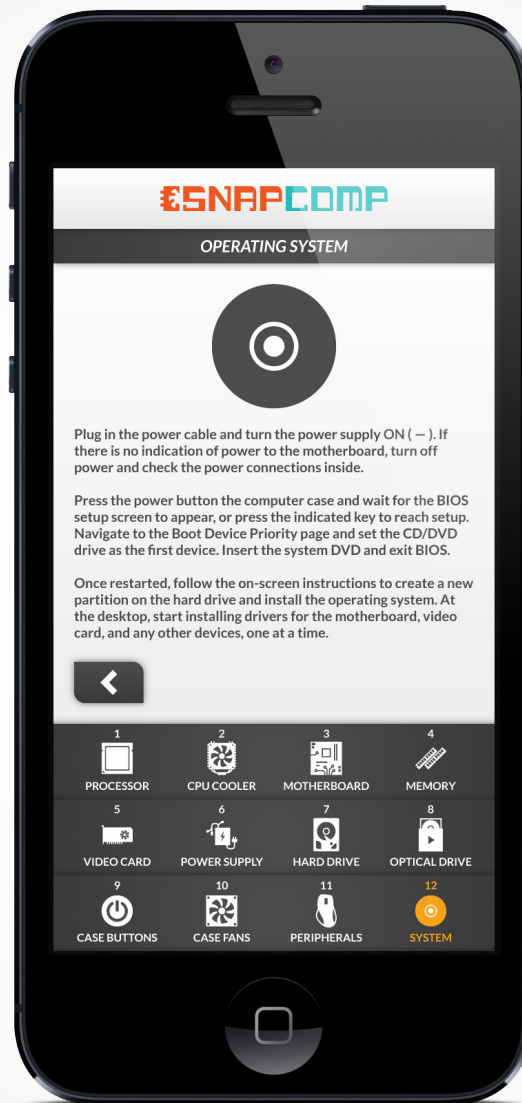 SNAPCOMP
OPERATING SYSTEM
Plug in the power cable and turn the power supply ON ( — ). If
there is no indication of power to the motherboard, turn off
power and check the power connections inside.
Press the power button the computer case and wait for the BIOS
setup screen to appear, or press the indicated key to reach setup.
Navigate to the Boot Device Priority page and set the CD/DVD
drive as the first device. Insert the system DVD and exit BIOS.
Once restarted, follow the on-screen instructions to create a new
partition on the hard drive and install the operating system. At
the desktop, start installing drivers for the motherboard, video
card, and any other devices, one at a time.
1 2 3 4
PROCESSOR CPU COOLER MOTHERBOARD MEMORY
5 6 7 8
VIDEO CARD POWER SUPPLY HARD DRIVE OPTICAL DRIVE
9 10 11 12
CASE BUTTONS CASE FANS PERIPHERALS SYSTEM